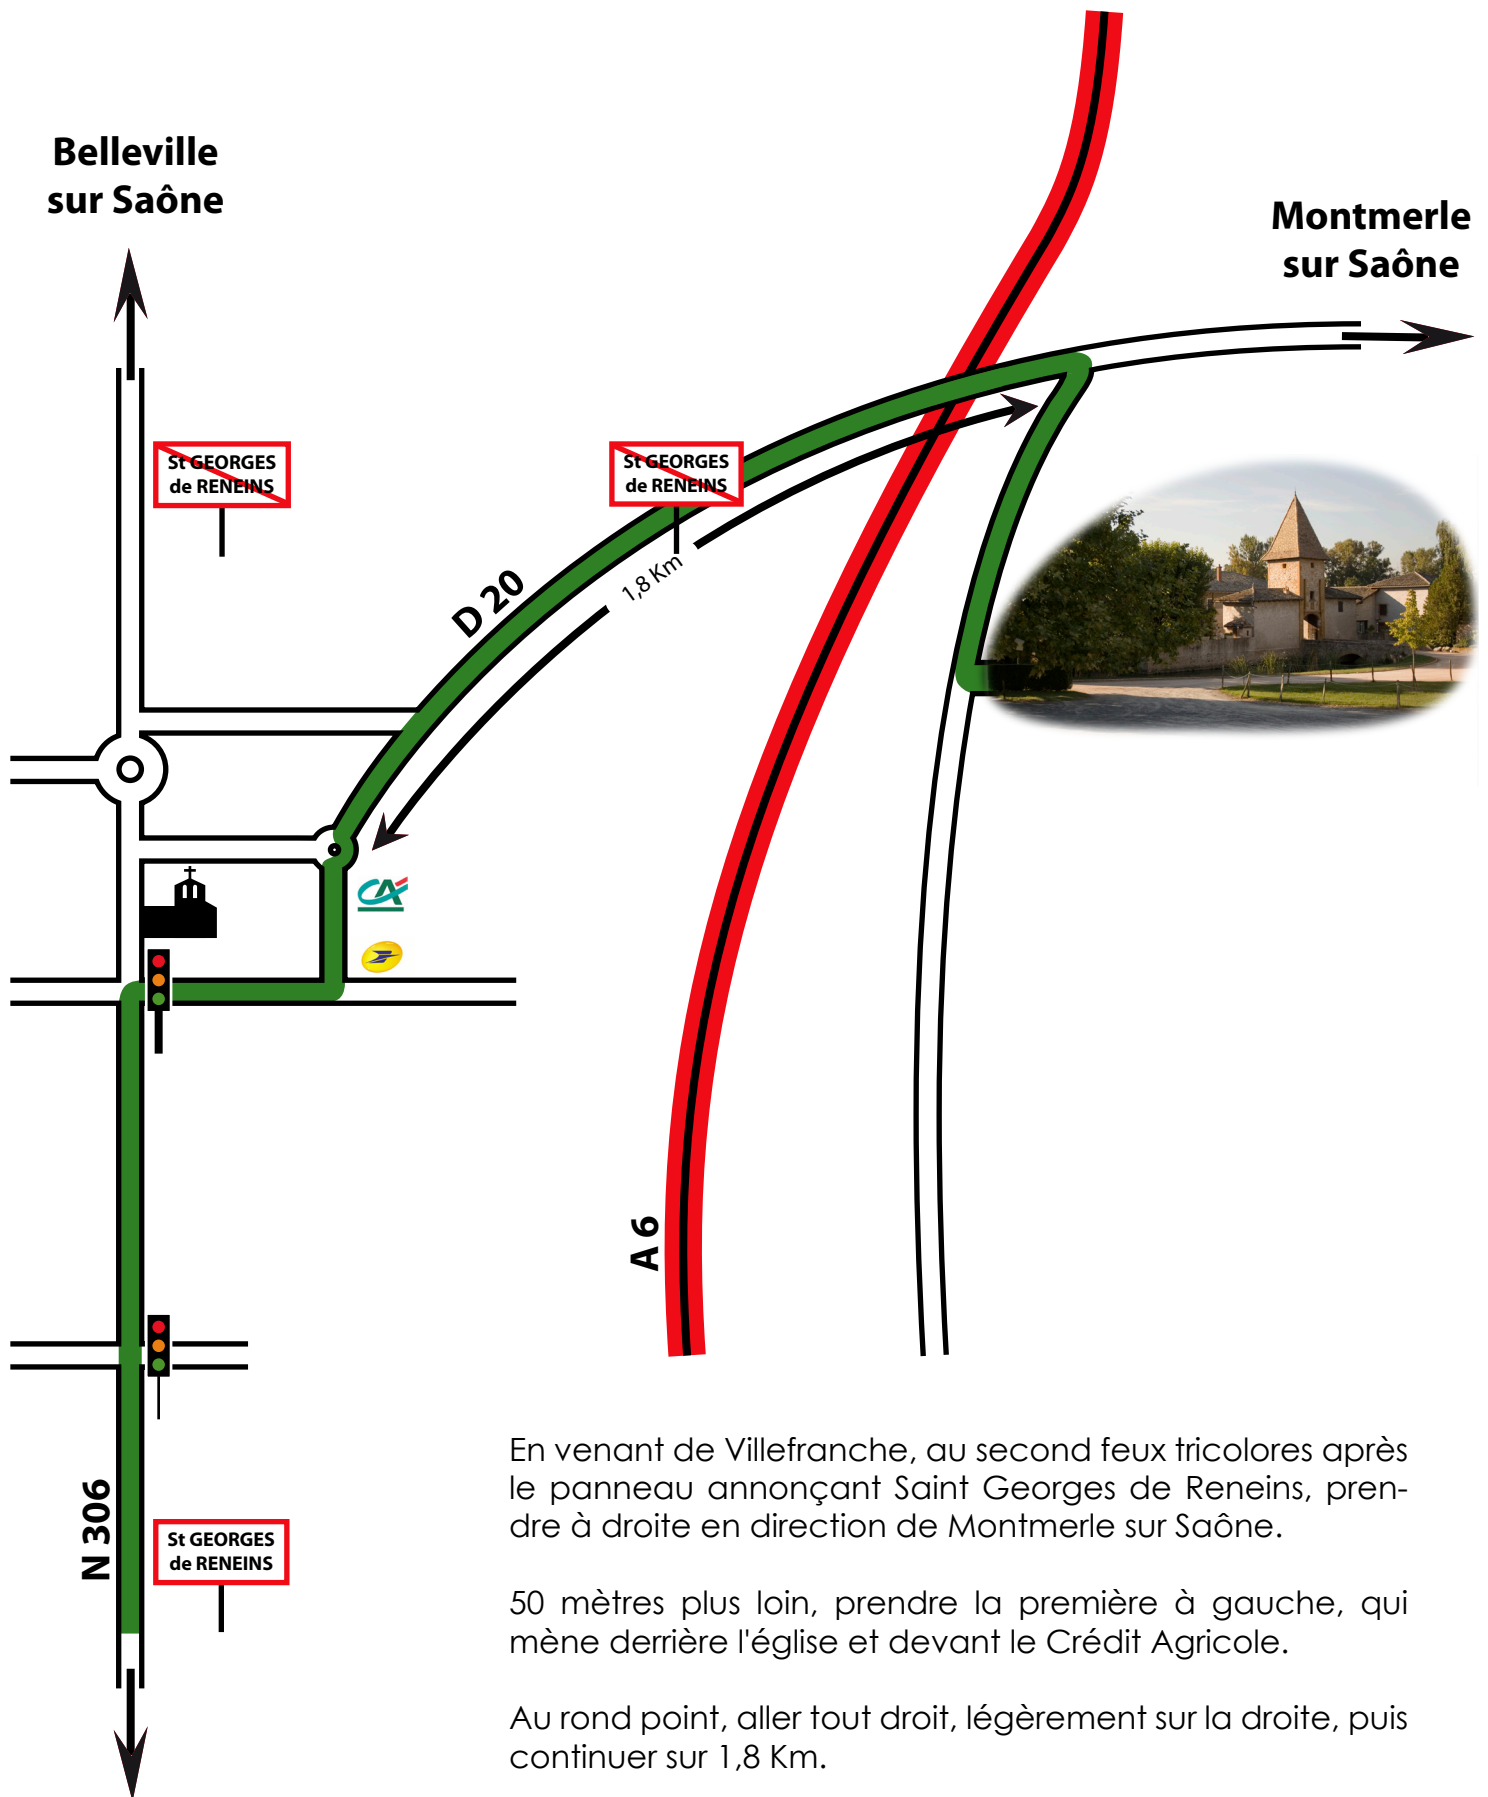 Belleville
sur Saône
Montmerle
sur Saône
St GEORGES
de RENEINS
St GEORGES
de RENEINS
D 20
1,8 Km
CA
A 6
N 306
St GEORGES
de RENEINS
En venant de Villefranche, au second feux tricolores après
le panneau annonçant Saint Georges de Reneins, pren-
dre à droite en direction de Montmerle sur Saône.
50 mètres plus loin, prendre la première à gauche, qui
mène derrière l'église et devant le Crédit Agricole.
Au rond point, aller tout droit, légèrement sur la droite, puis
continuer sur 1,8 Km.